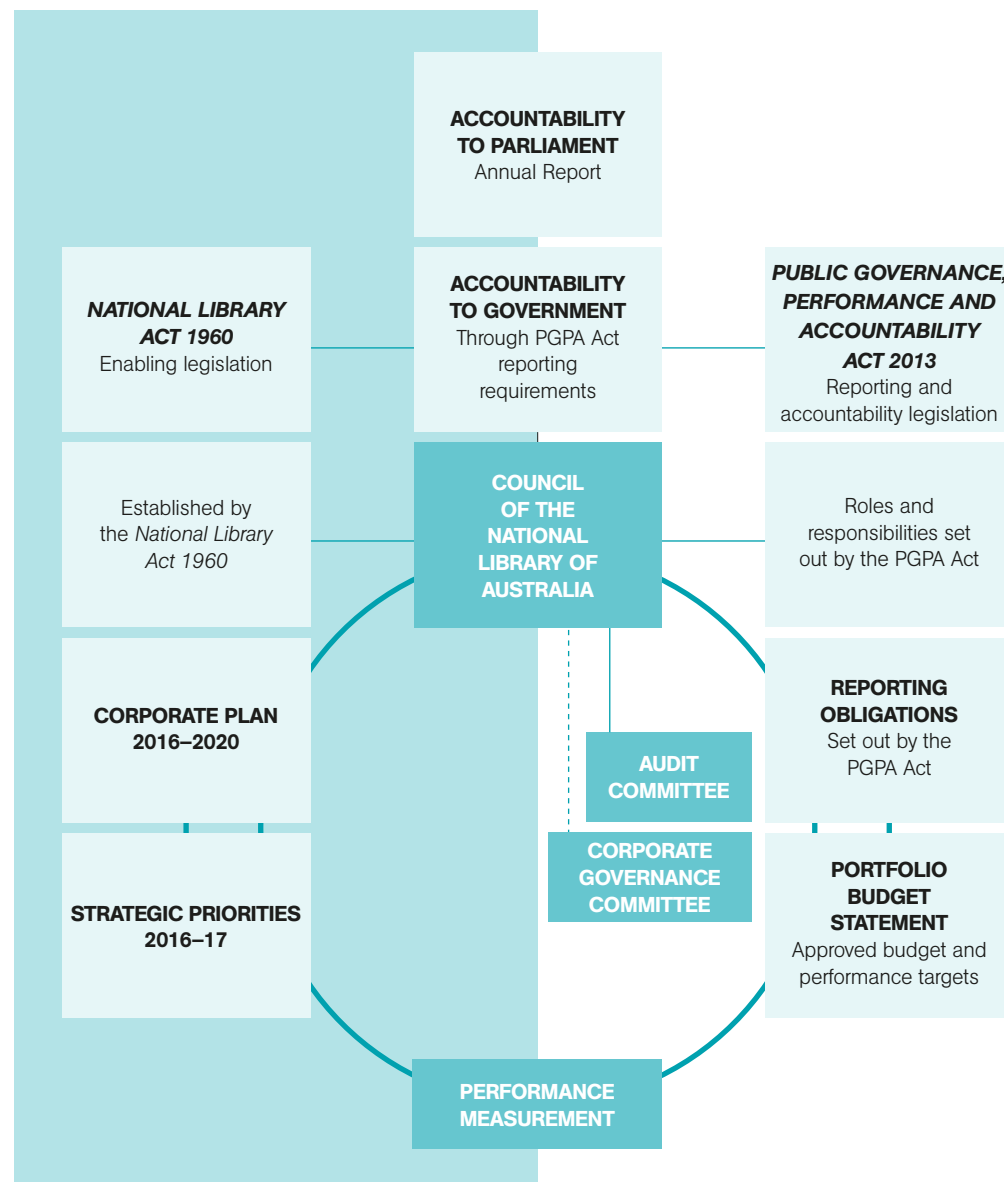 ACCOUNTABILITY
TO PARLIAMENT
Annual Report
NATIONAL LIBRARY
ACT 1960
Enabling legislation
ACCOUNTABILITY
TO GOVERNMENT
Through PGPA Act
reporting
requirements
PUBLIC GOVERNANCE,
PERFORMANCE AND
ACCOUNTABILITY
ACT 2013
Reporting and
accountability legislation
Established by
the National Library
Act 1960
COUNCIL
OF THE
NATIONAL
LIBRARY OF
AUSTRALIA
Roles and
responsibilities set
out by the PGPA Act
CORPORATE PLAN
2016–2020
AUDIT
COMMITTEE
REPORTING
OBLIGATIONS
Set out by the
PGPA Act
STRATEGIC PRIORITIES
2016–17
CORPORATE
GOVERNANCE
COMMITTEE
PORTFOLIO
BUDGET
STATEMENT
Approved budget and
performance targets
PERFORMANCE
MEASUREMENT